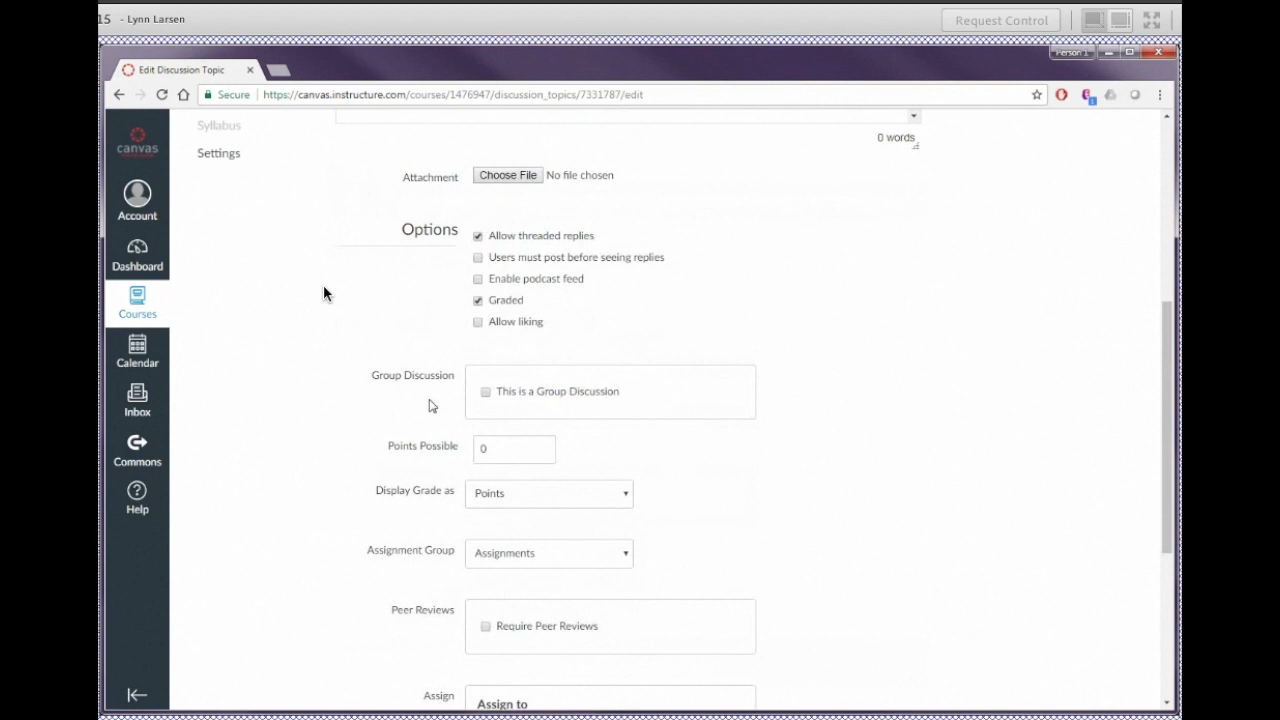 15 - Lynn Larsen
Request Control
Person 1
Edit Discussion Topic
Secure https://canvas.instructure.com/courses/1476947/discussion_topics/7331787/edit
canvas
Account
Dashboard
Courses
Calendar
Inbox
Commons
Help
Syllabus
Settings
0 words
Attachment Choose File No file chosen
Options
Allow threaded replies
Users must post before seeing replies
Enable podcast feed
Graded
Allow liking
Group Discussion
This is a Group Discussion
Points Possible 0
Display Grade as Points
Assignment Group Assignments
Peer Reviews
Require Peer Reviews
Assign
Assign to